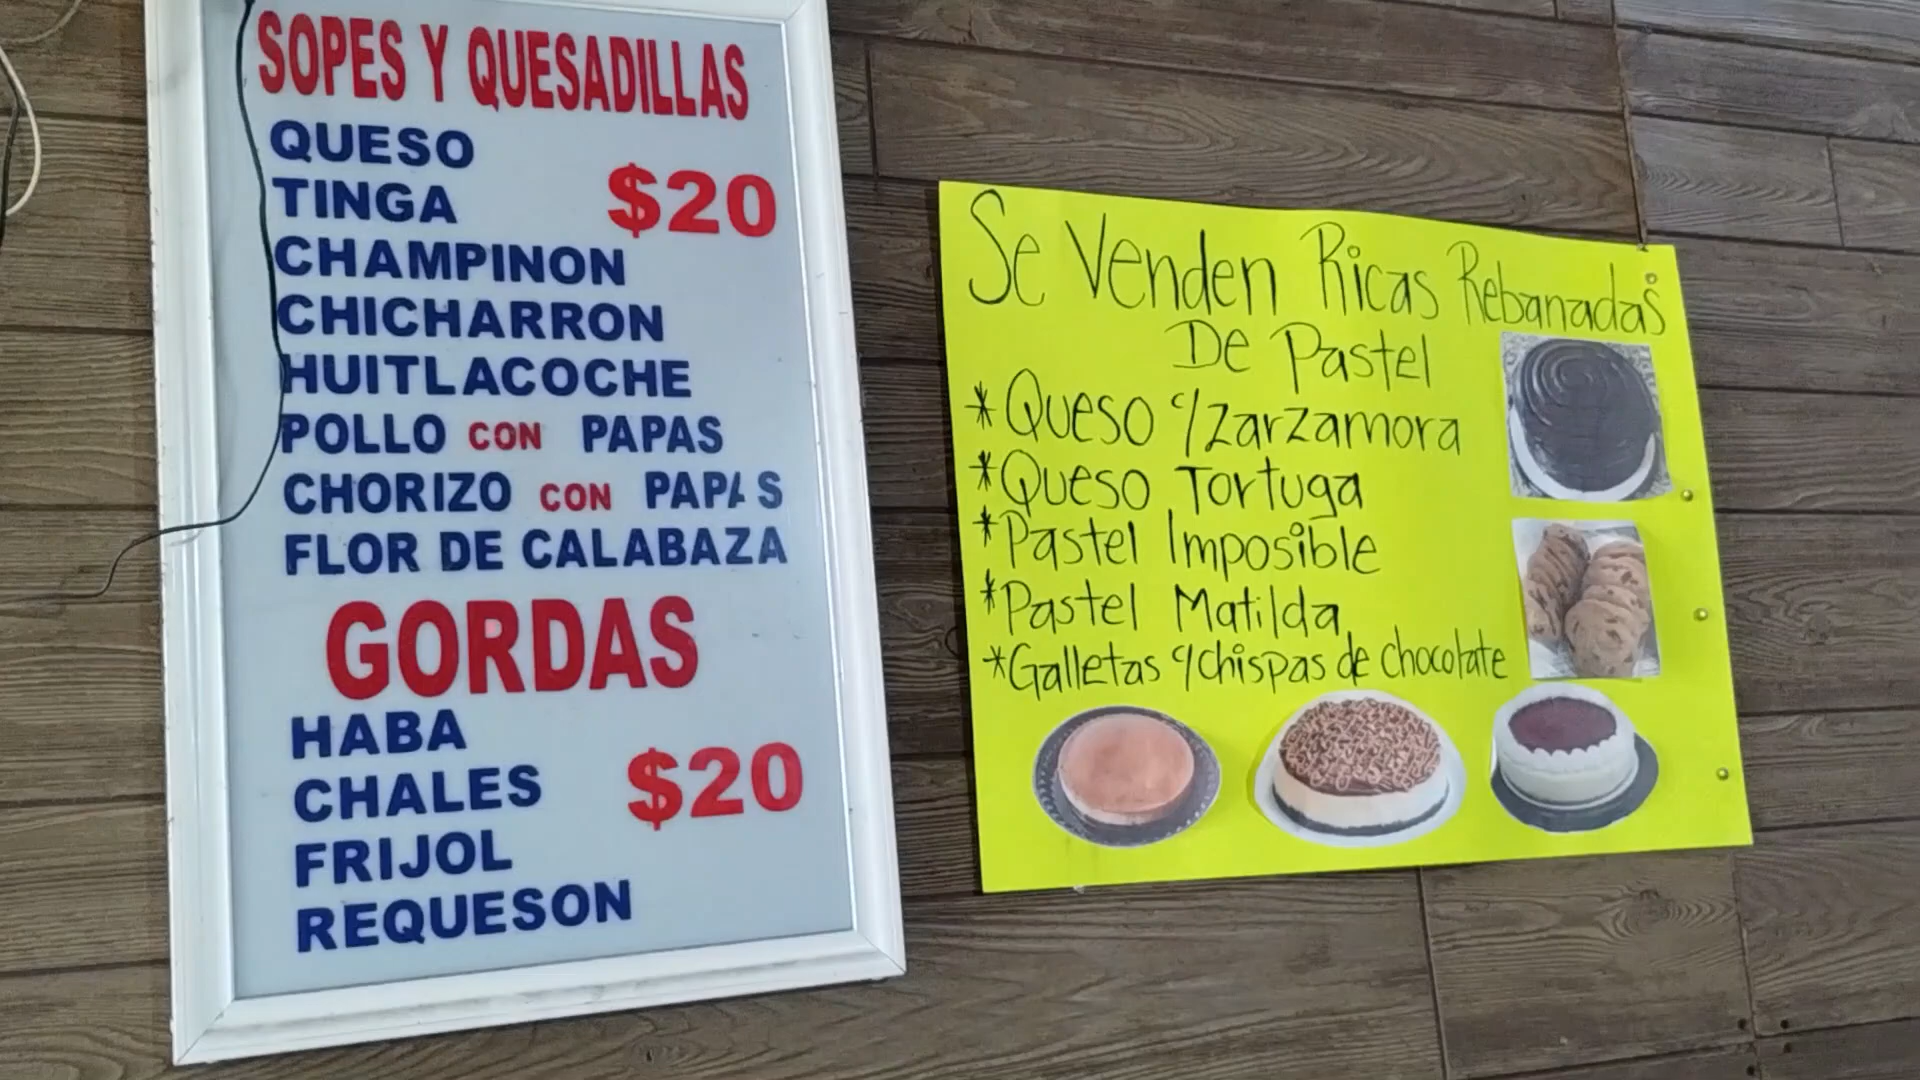 SOPES Y QUESADILLAS
QUESO
TINGA
$20
CHAMPINON
CHICHARRON
HUITLACOCHE
POLLO CON PAPAS
CHORIZO CON PAPAS
FLOR DE CALABAZA
GORDAS
HABA
CHALES
$20
FRIJOL
REQUESON
Se Venden Ricas Rebanadas
De Pastel
*Queso c/Zarzamora
*Queso Tortuga
*Pastel Imposible
*Pastel Matilda
*Galletas c/chispas de chocolate